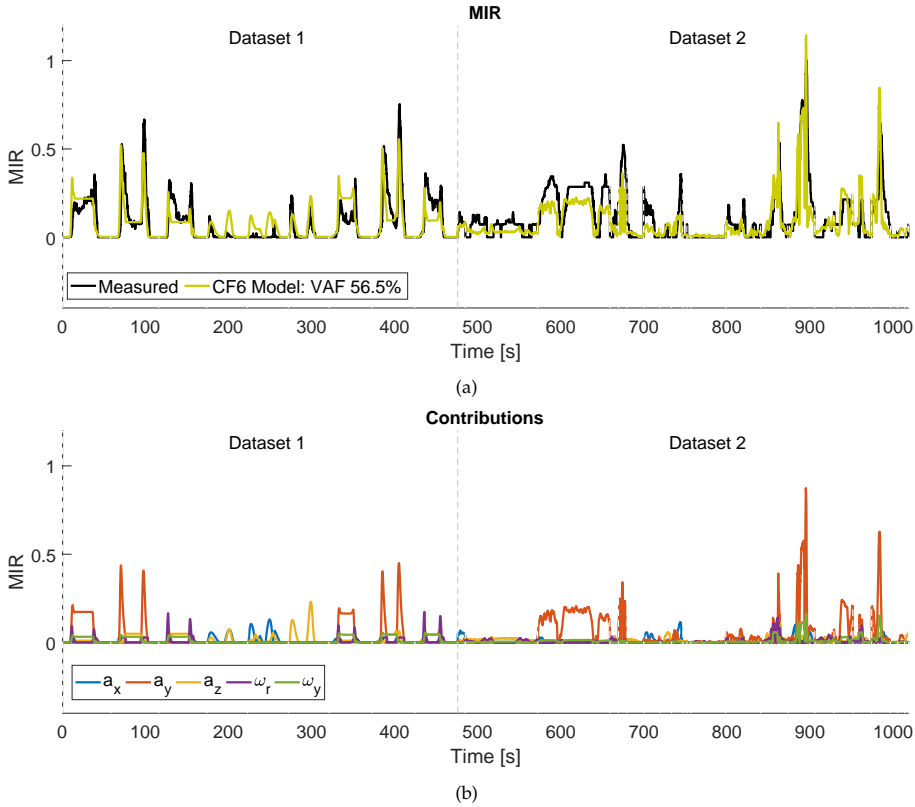 MIR
Dataset 1
Dataset 2
1
0.5
0
MIR
Measured
CF6 Model: VAF 56.5%
0 100 200 300 400 500 600 700 800 900 1000
Time [s]
(a)
Contributions
Dataset 1
Dataset 2
1
0.5
0
MIR
a_x a_y a_z ω_r ω_y
0 100 200 300 400 500 600 700 800 900 1000
Time [s]
(b)